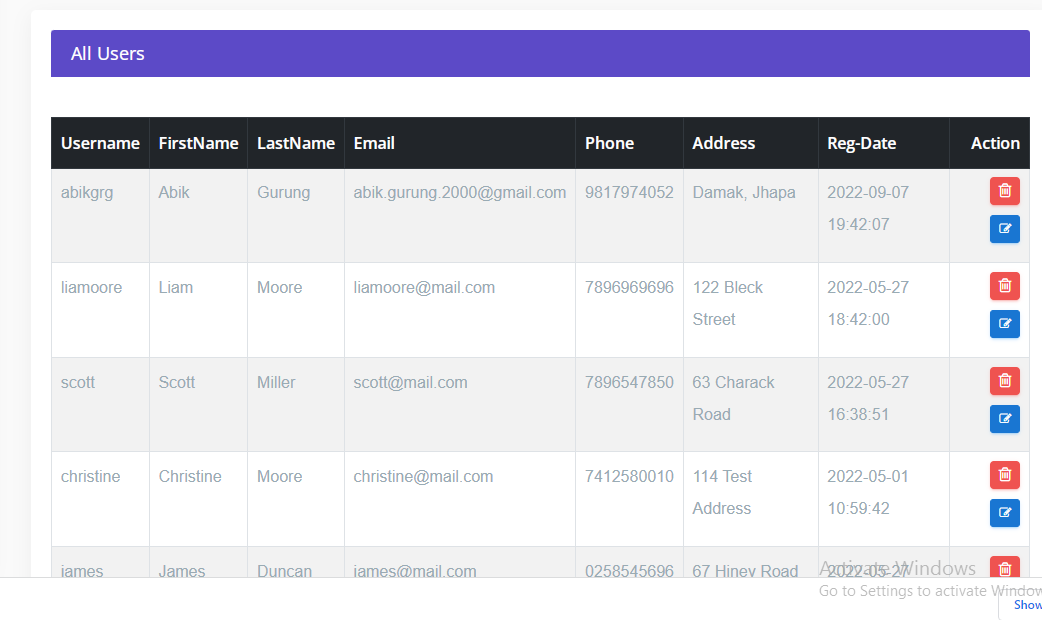 All Users
Username FirstName LastName Email Phone Address Reg-Date Action
abikgrg Abik Gurung abik.gurung.2000@gmail.com 9817974052 Damak, Jhapa 2022-09-07
19:42:07
liamoore Liam Moore liamoore@mail.com 7896969696 122 Bleck 2022-05-27
Street 18:42:00
scott Scott Miller scott@mail.com 7896547850 63 Charack 2022-05-27
Road 16:38:51
christine Christine Moore christine@mail.com 7412580010 114 Test 2022-05-01
Address 10:59:42
james James Duncan james@mail.com 0258545696 67 Hiney Road 2022-05-27
Activate Windows
Go to Settings to activate Windows
Show